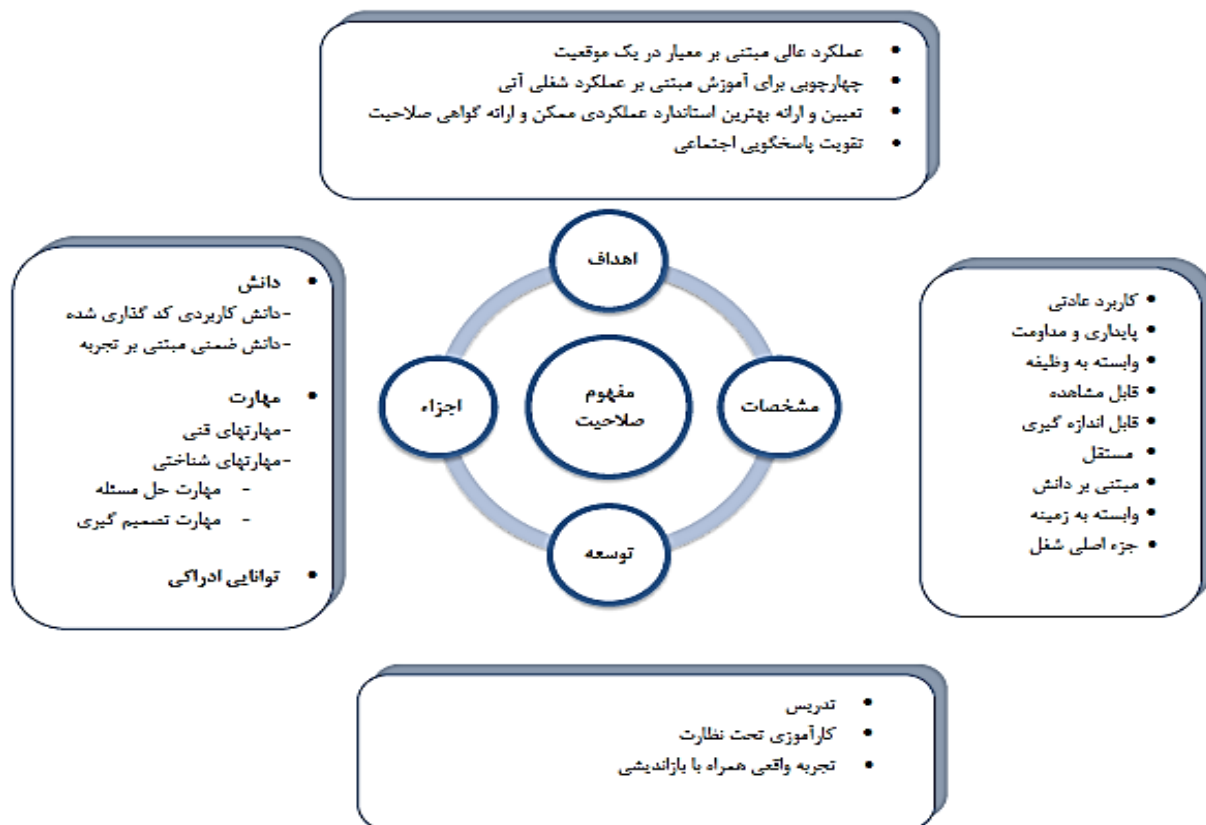 • عملکرد عالی مبتنی بر معیار در یک موقعیت
• چهارچوبی برای آموزش مبتنی بر عملکرد شغلی آتی
• تعیین و ارائه بهترین استاندارد عملکردی ممکن و ارائه گواهی صلاحیت
• تقویت پاسخگویی اجتماعی
اهداف
مشخصات
مفهوم
صلاحیت
اجزاء
توسعه
• کاربرد عادتی
• پایداری و مداومت
• وابسته به وظیفه
• قابل مشاهده
• قابل اندازه گیری
• مستقل
• مبتنی بر دانش
• وابسته به زمینه
• جزء اصلی شغل
• دانش
-دانش کاربردی کد گذاری شده
-دانش ضمنی مبتنی بر تجربه
• مهارت
-مهارتهای فنی
-مهارتهای شناختی
- مهارت حل مسئله
- مهارت تصمیم گیری
• توانایی ادراکی
• تدریس
• کارآموزی تحت نظارت
• تجربه واقعی همراه با بازاندیشی